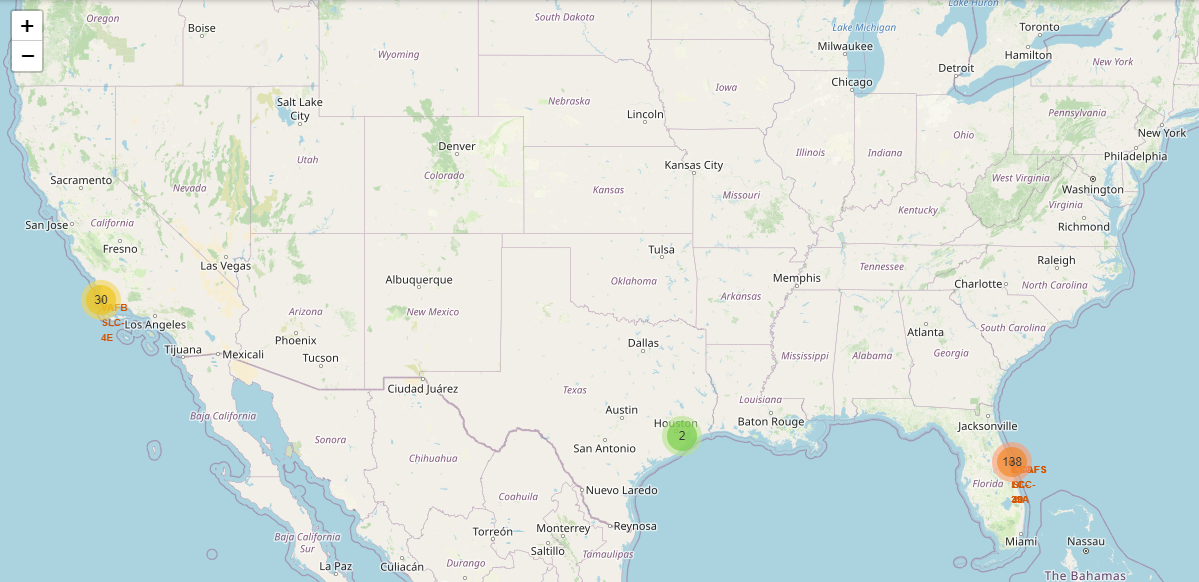 +
−
Oregon
Boise
South Dakota
Lake Huron
Lake Michigan
Toronto
Milwaukee
Hamilton
Wyoming
New York
Detroit
Chicago
Iowa
Salt Lake
City
Nebraska
Lincoln
Pennsylvania
New York
Ohio
Denver
Utah
Illinois
Indiana
Philadelphia
Kansas City
Colorado
Sacramento
Nevada
Kansas
Missouri
West Virginia
Washington
Virginia
Kentucky
San Jose
California
Richmond
Fresno
Tulsa
Raleigh
Las Vegas
Tennessee
Albuquerque
Oklahoma
Memphis
Charlotte
North Carolina
30
AFB
SLC-
4E
Los Angeles
Arizona
New Mexico
Arkansas
South Carolina
Atlanta
Phoenix
Dallas
Tijuana
Mexicali
Tucson
Mississippi
Alabama
Georgia
Ciudad Juárez
Texas
Louisiana
Baja California
Austin
Houston
Baton Rouge
Jacksonville
2
Sonora
San Antonio
Chihuahua
138
AFS
Florida
Nuevo Laredo
Coahuila
Reynosa
Monterrey
Torreón
Baja California
Sur
Saltillo
Tamaulipas
Miami
Nassau
Durango
La Paz
Culiacán
The Bahamas